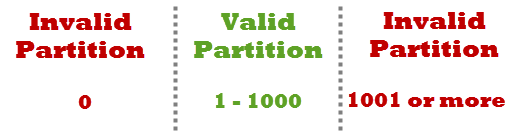 Invalid
Partition
0
Valid
Partition
1 - 1000
Invalid
Partition
1001 or more